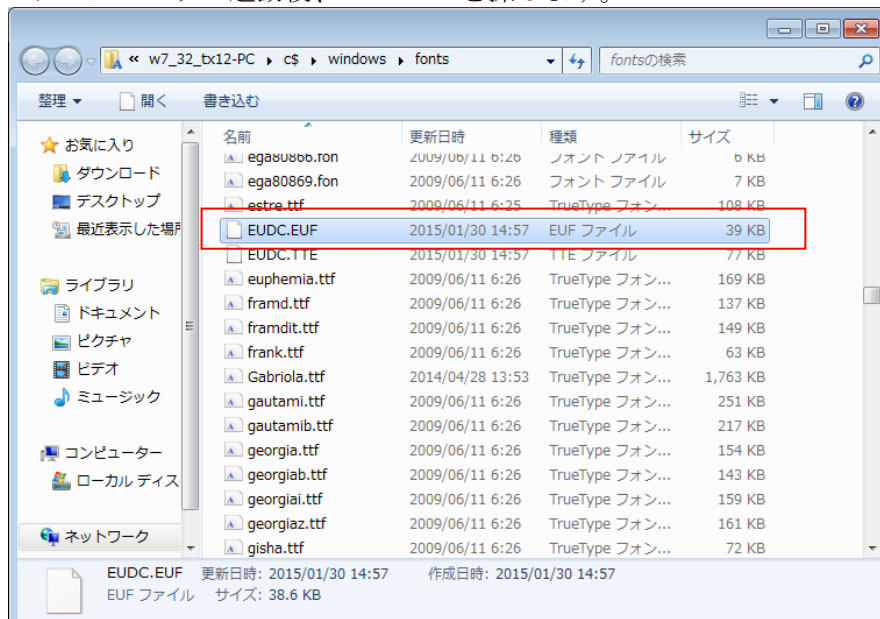 « w7_32_tx12-PC ▸ c$ ▸ windows ▸ fonts fontsの検索
整理 ▼ 開く 書き込む
お気に入り
ダウンロード
デスクトップ
最近表示した場所
ライブラリ
ドキュメント
ピクチャ
ビデオ
ミュージック
コンピューター
ローカル ディス
ネットワーク
名前 更新日時 種類 サイズ
ega80866.fon 2009/06/11 6:26 フォント ファイル 6 KB
ega80869.fon 2009/06/11 6:26 フォント ファイル 7 KB
estre.ttf 2009/06/11 6:25 TrueType フォン... 108 KB
EUDC.EUF 2015/01/30 14:57 EUF ファイル 39 KB
EUDC.TTE 2015/01/30 14:57 TTE ファイル 77 KB
euphemia.ttf 2009/06/11 6:26 TrueType フォン... 169 KB
framd.ttf 2009/06/11 6:26 TrueType フォン... 137 KB
framdit.ttf 2009/06/11 6:26 TrueType フォン... 149 KB
frank.ttf 2009/06/11 6:26 TrueType フォン... 63 KB
Gabriola.ttf 2014/04/28 13:53 TrueType フォン... 1,763 KB
gautami.ttf 2009/06/11 6:26 TrueType フォン... 251 KB
gautamib.ttf 2009/06/11 6:26 TrueType フォン... 217 KB
georgia.ttf 2009/06/11 6:26 TrueType フォン... 154 KB
georgiab.ttf 2009/06/11 6:26 TrueType フォン... 143 KB
georgiai.ttf 2009/06/11 6:26 TrueType フォン... 159 KB
georgiaz.ttf 2009/06/11 6:26 TrueType フォン... 161 KB
gisha.ttf 2009/06/11 6:26 TrueType フォン... 72 KB
EUDC.EUF 更新日時: 2015/01/30 14:57 作成日時: 2015/01/30 14:57
EUF ファイル サイズ: 38.6 KB